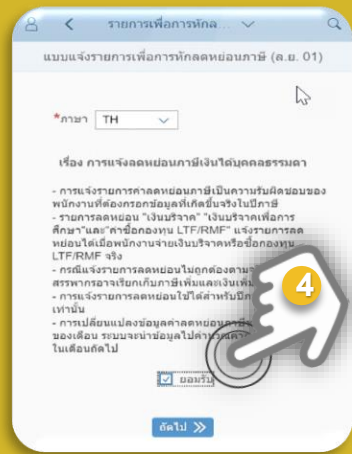 รายการเพื่อการหักล...
แบบแจ้งรายการเพื่อการหักลดหย่อนภาษี (ล.ย. 01)
*ภาษา TH
เรื่อง การแจ้งลดหย่อนภาษีเงินได้บุคคลธรรมดา
- การแจ้งรายการค่าลดหย่อนภาษีเป็นความรับผิดชอบของ
พนักงานที่ต้องกรอกข้อมูลที่เกิดขึ้นจริงในปีภาษี
- รายการลดหย่อน "เงินบริจาค" "เงินบริจาคเพื่อการ
ศึกษา"และ"ค่าซื้อกองทุน LTF/RMF" แจ้งรายการลด
หย่อนได้เมื่อพนักงานจ่ายเงินบริจาคหรือซื้อกองทุน
LTF/RMF จริง
- กรณีแจ้งรายการลดหย่อนไม่ถูกต้องตาม
สรรพากรอาจเรียกเก็บภาษีเพิ่มและเงินเพิ่ม
- การแจ้งรายการลดหย่อนใช้ได้สำหรับปี
เท่านั้น
- การเปลี่ยนแปลงข้อมูลค่าลดหย่อน
ของเดือน ระบบจะนำข้อมูลไปคำนวณ
ในเดือนถัดไป
4
ยอมรับ
ถัดไป